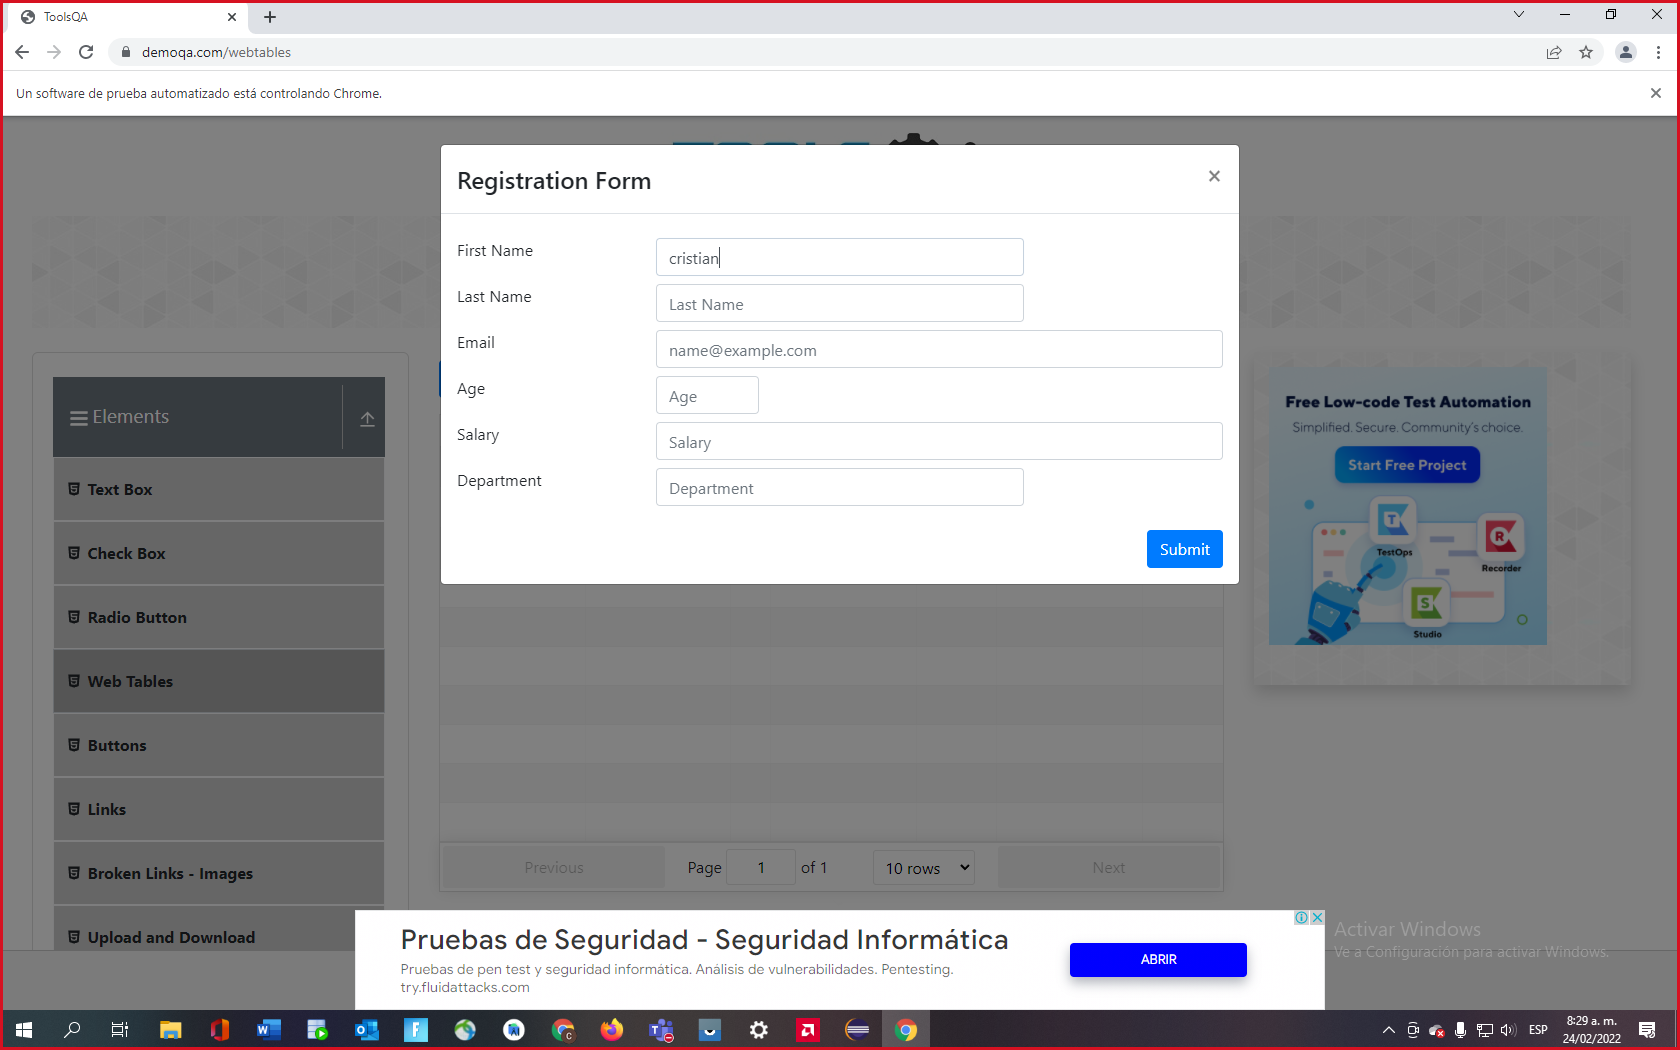 ToolsQA
demoqa.com/webtables
Un software de prueba automatizado está controlando Chrome.
Registration Form
First Name
cristian
Last Name
Last Name
Email
name@example.com
Age
Age
Salary
Salary
Department
Department
Submit
Elements
Text Box
Check Box
Radio Button
Web Tables
Buttons
Links
Broken Links - Images
Upload and Download
Free Low-code Test Automation
Simplified. Secure. Community's choice.
Start Free Project
TestOps
Recorder
Studio
Previous
Page 1 of 1
10 rows
Next
Pruebas de Seguridad - Seguridad Informática
Pruebas de pen test y seguridad informática. Análisis de vulnerabilidades. Pentesting.
try.fluidattacks.com
ABRIR
Activar Windows
Ve a Configuración para activar Windows.
ESP
8:29 a. m.
24/02/2022